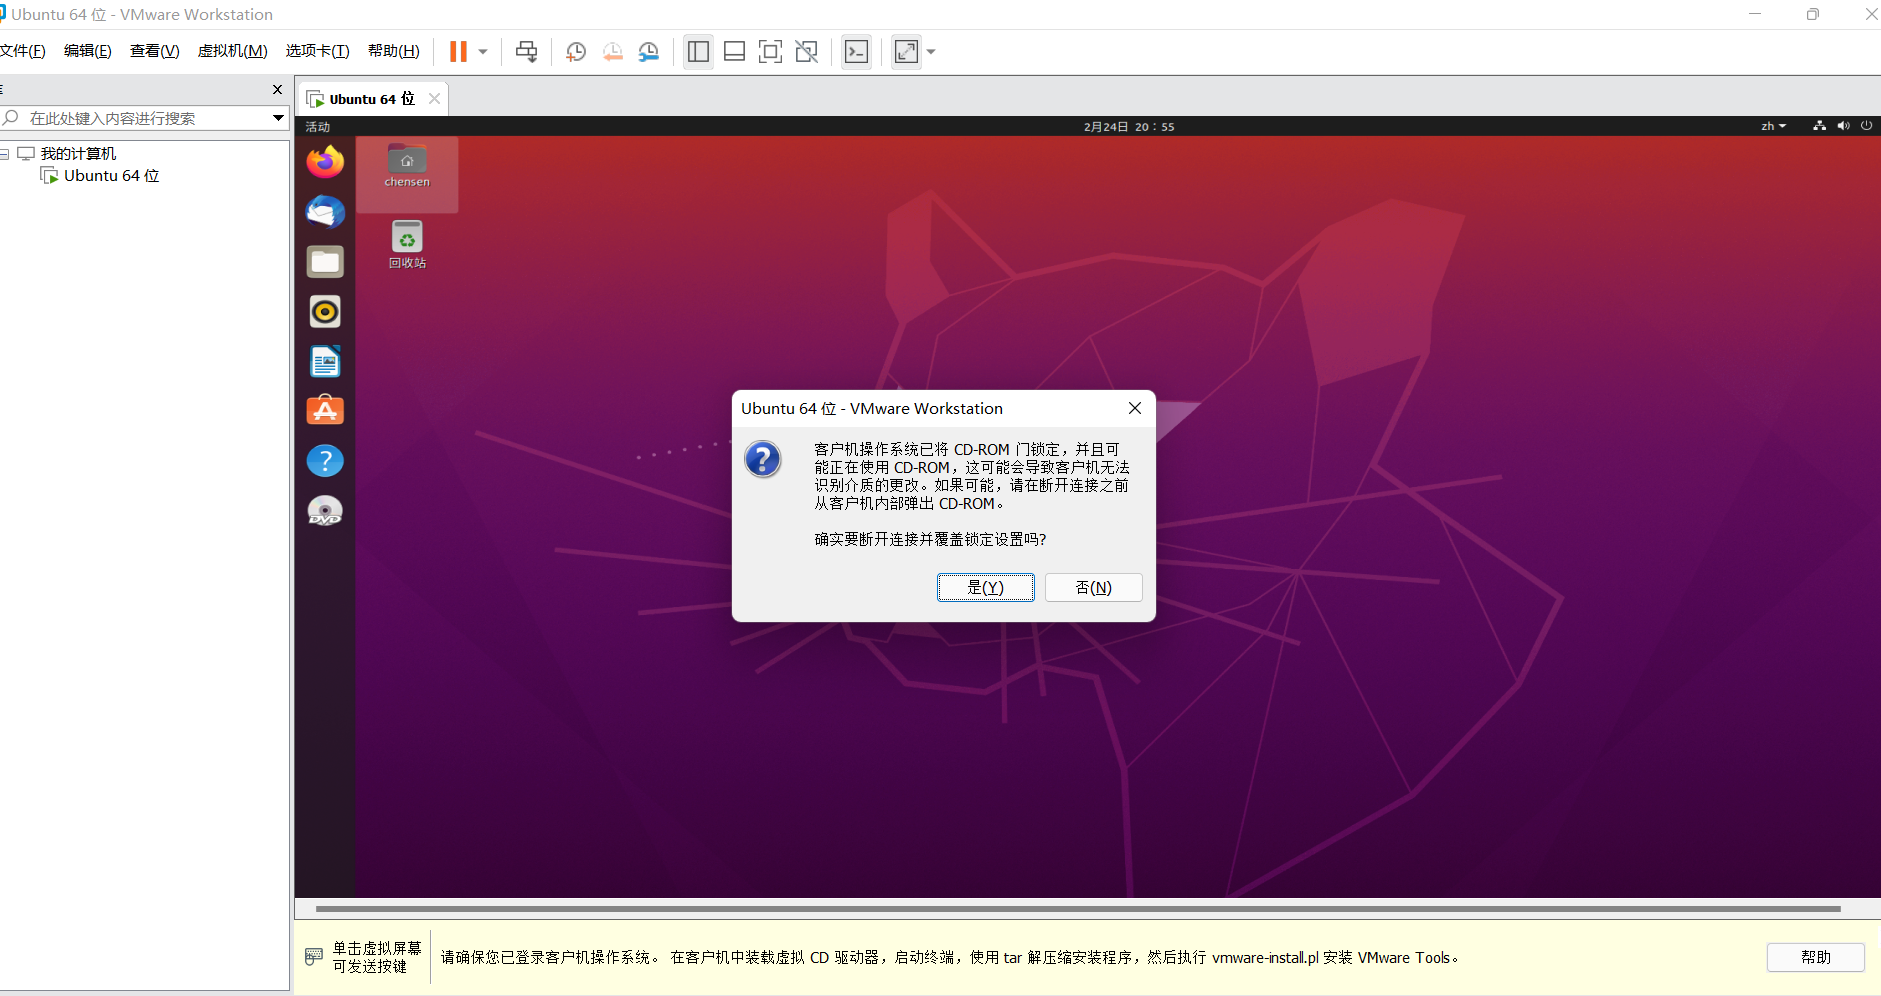 Ubuntu 64 位 - VMware Workstation
文件(F) 编辑(E) 查看(V) 虚拟机(M) 选项卡(T) 帮助(H)
在此处键入内容进行搜索
我的计算机
Ubuntu 64 位
Ubuntu 64 位
活动
2月24日 20：55
zh
chensen
回收站
DVD
Ubuntu 64 位 - VMware Workstation
客户机操作系统已将 CD-ROM 门锁定，并且可
能正在使用 CD-ROM，这可能会导致客户机无法
识别介质的更改。如果可能，请在断开连接之前
从客户机内部弹出 CD-ROM。
确实要断开连接并覆盖锁定设置吗?
是(Y) 否(N)
单击虚拟屏幕
可发送按键
请确保您已登录客户机操作系统。 在客户机中装载虚拟 CD 驱动器，启动终端，使用 tar 解压缩安装程序，然后执行 vmware-install.pl 安装 VMware Tools。
帮助